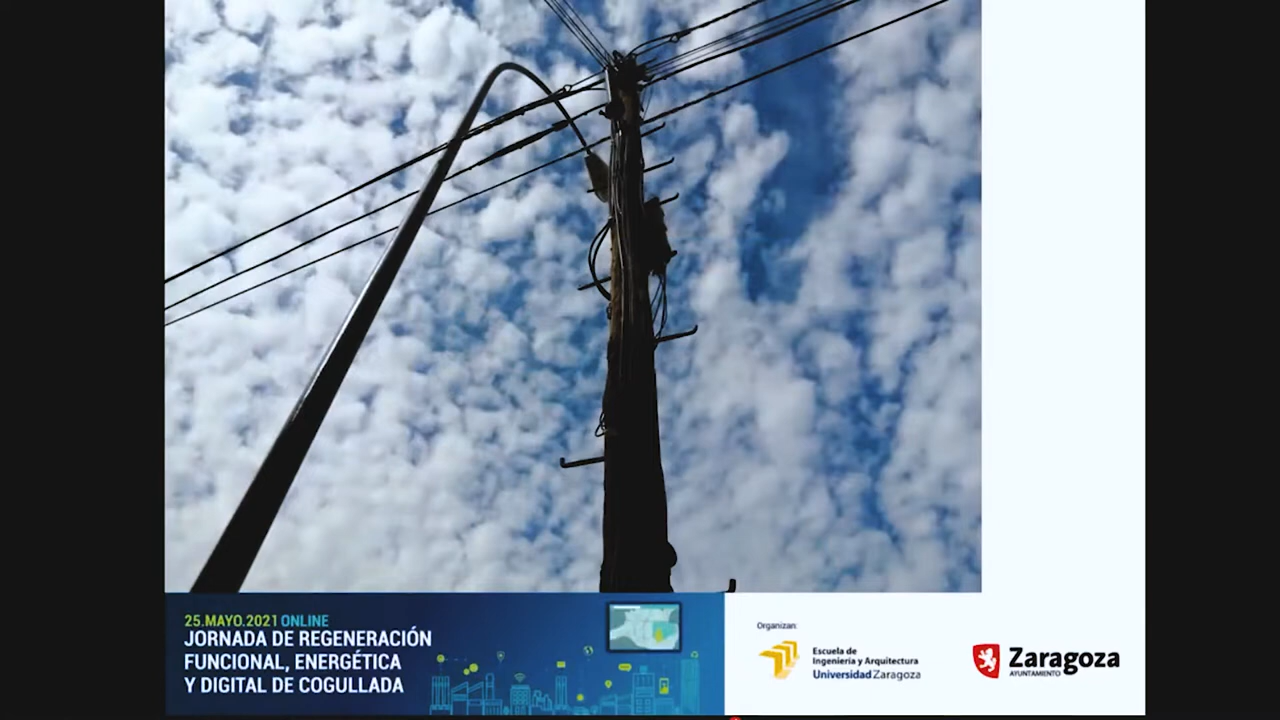 25.MAYO.2021 ONLINE
JORNADA DE REGENERACIÓN
FUNCIONAL, ENERGÉTICA
Y DIGITAL DE COGULLADA
Organizan:
Escuela de
Ingeniería y Arquitectura
Universidad Zaragoza
Zaragoza
AYUNTAMIENTO